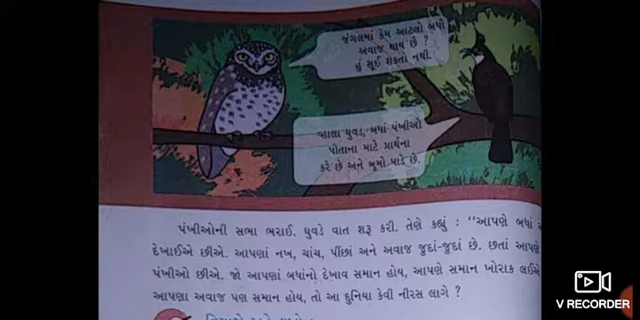 જંગલમાં કેમ આટલો બધો
અવાજ થાય છે ?
હું સૂઈ શકતો નથી.
વ્હાલા ઘુવડ, બધાં પંખીઓ
પોતાના માટે પ્રાર્થના
કરે છે અને બૂમો પાડે છે.
પંખીઓની સભા ભરાઈ. ઘુવડે વાત શરૂ કરી. તેણે કહ્યું : “આપણે બધાં
દેખાઈએ છીએ. આપણાં નખ, ચાંચ, પીંછાં અને અવાજ જુદાં-જુદાં છે. છતાં આપણે
પંખીઓ છીએ. જો આપણાં બધાંનો દેખાવ સમાન હોય, આપણે સમાન ખોરાક લઈએ
આપણા અવાજ પણ સમાન હોય, તો આ દુનિયા કેવી નીરસ લાગે ?
V RECORDER